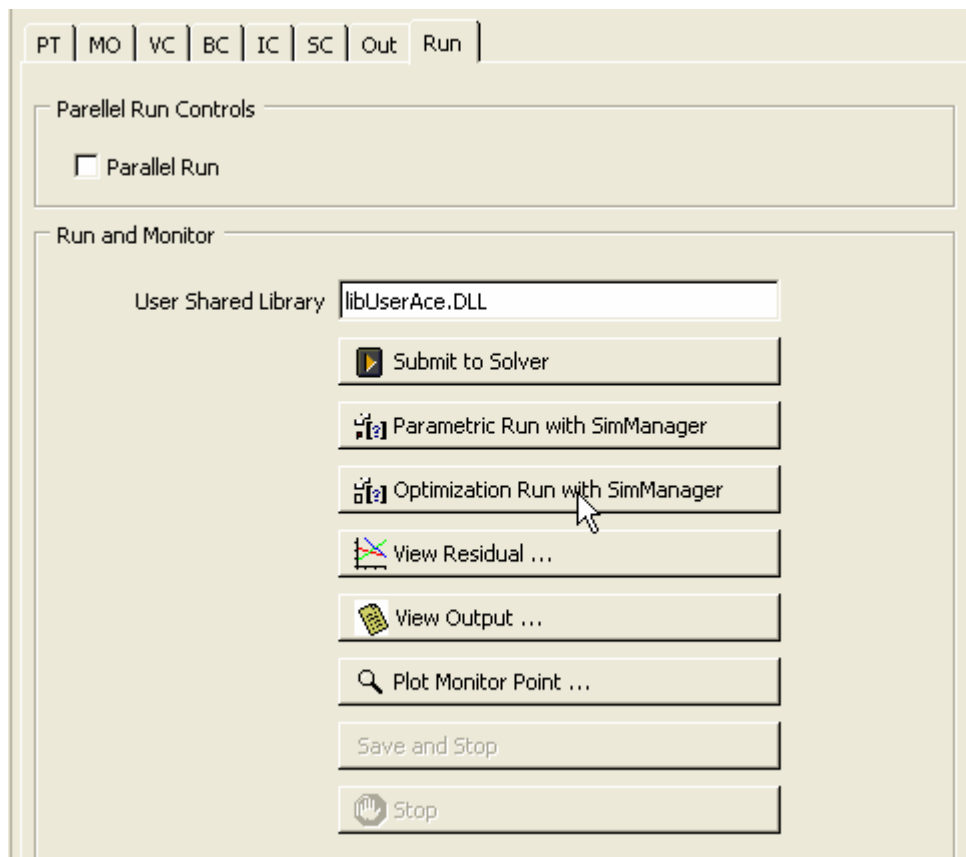 PT MO VC BC IC SC Out Run
Parellel Run Controls
Parallel Run
Run and Monitor
User Shared Library libUserAce.DLL
Submit to Solver
Parametric Run with SimManager
Optimization Run with SimManager
View Residual ...
View Output ...
Plot Monitor Point ...
Save and Stop
Stop